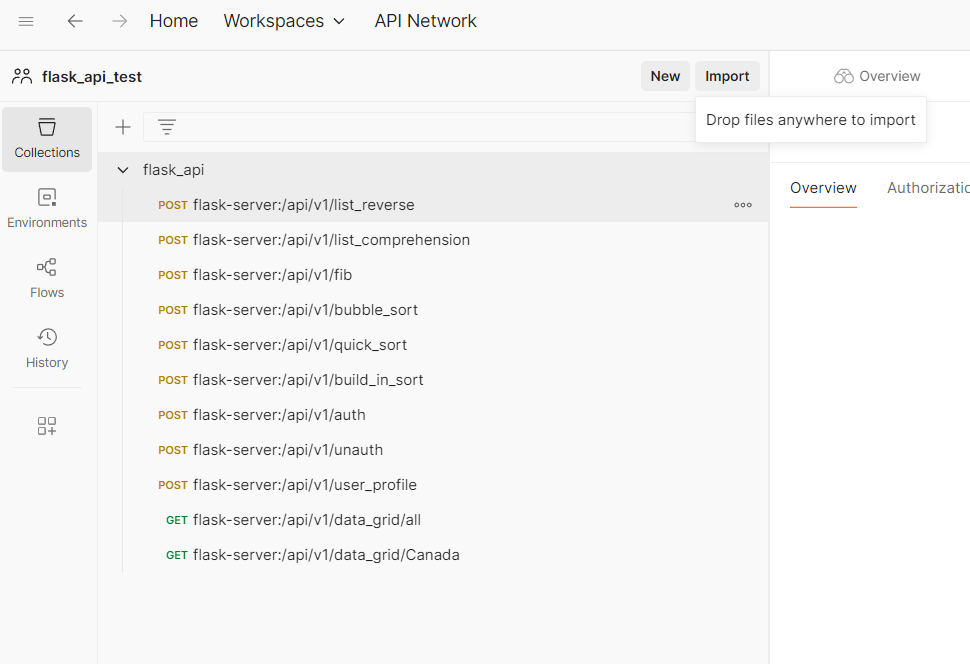 Home Workspaces API Network
flask_api_test New Import Overview
Drop files anywhere to import
Collections
Environments
Flows
History
flask_api
POST flask-server:/api/v1/list_reverse
POST flask-server:/api/v1/list_comprehension
POST flask-server:/api/v1/fib
POST flask-server:/api/v1/bubble_sort
POST flask-server:/api/v1/quick_sort
POST flask-server:/api/v1/build_in_sort
POST flask-server:/api/v1/auth
POST flask-server:/api/v1/unauth
POST flask-server:/api/v1/user_profile
GET flask-server:/api/v1/data_grid/all
GET flask-server:/api/v1/data_grid/Canada
Overview Authorizatio